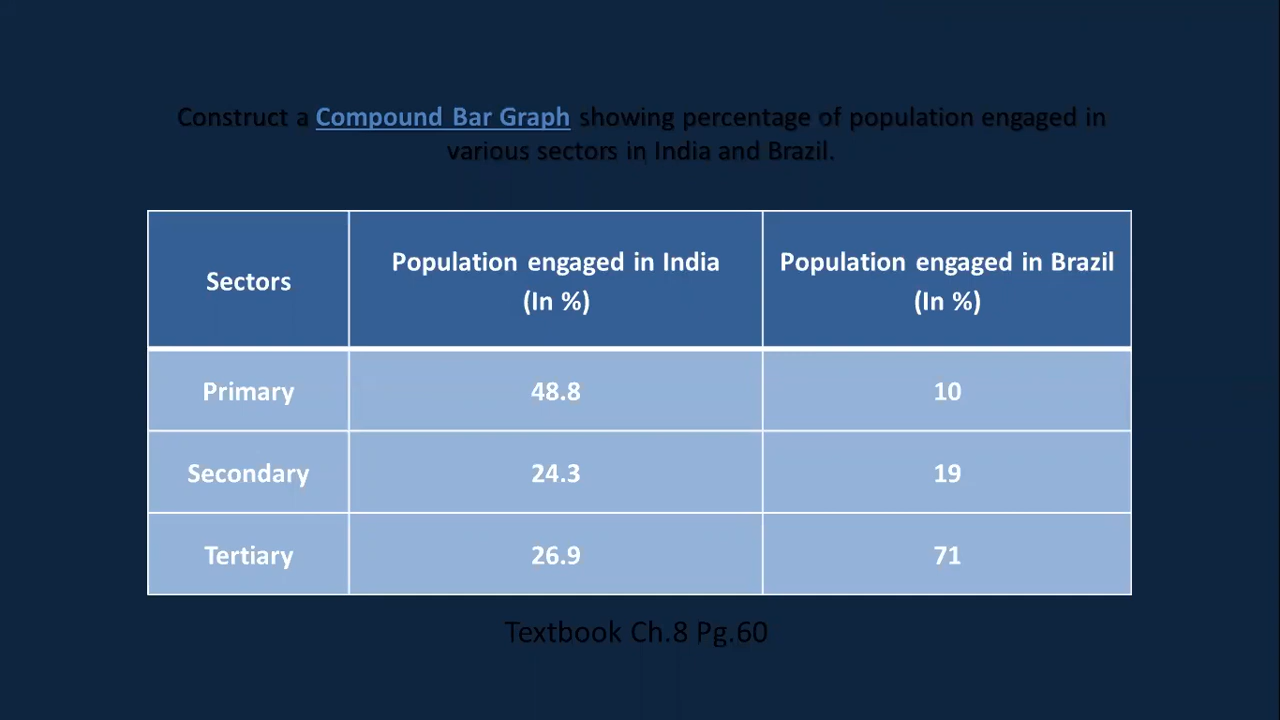 Construct a Compound Bar Graph showing percentage of population engaged in
various sectors in India and Brazil.
Sectors
Population engaged in India
(In %)
Population engaged in Brazil
(In %)
Primary 48.8 10
Secondary 24.3 19
Tertiary 26.9 71
Textbook Ch.8 Pg.60